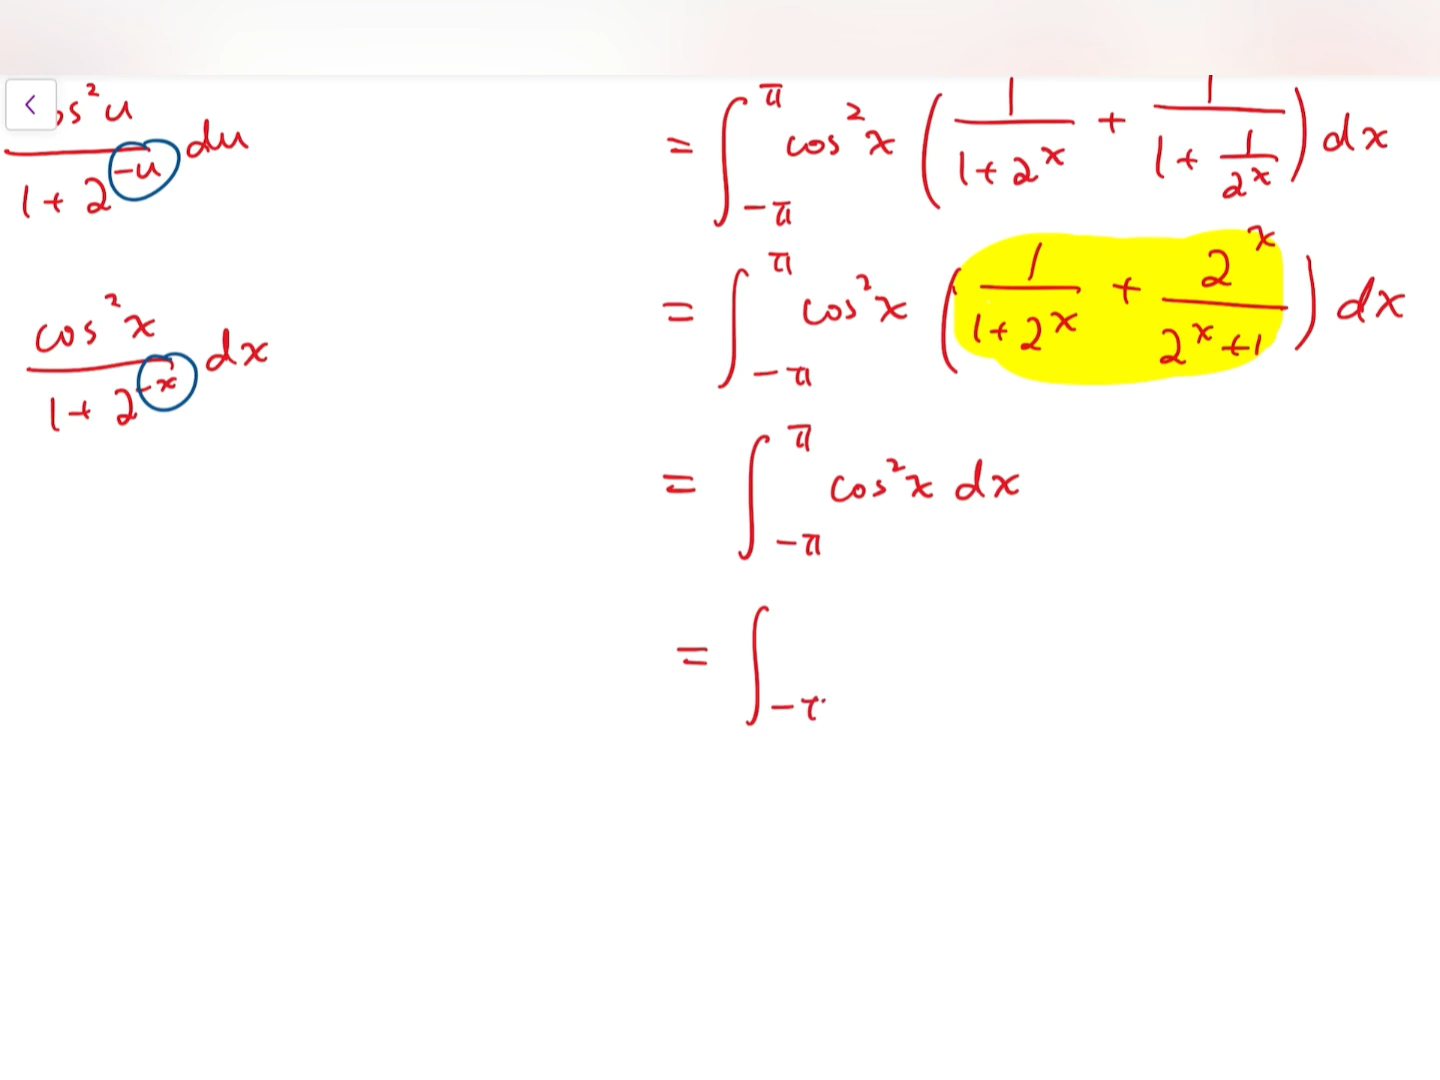 os²u / (1 + 2^(-u)) du
cos²x / (1 + 2^(-x)) dx
= ∫_{-π}^{π} cos²x ( 1/(1+2^x) + 1/(1 + 1/2^x) ) dx
= ∫_{-π}^{π} cos²x ( 1/(1+2^x) + 2^x/(2^x+1) ) dx
= ∫_{-π}^{π} cos²x dx
= ∫_{-π}